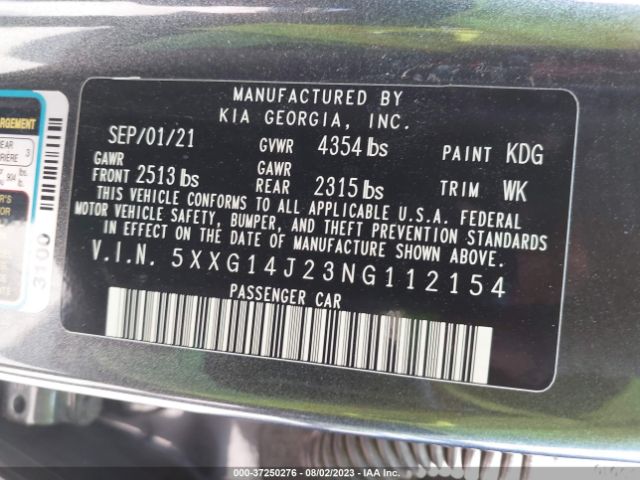 MANUFACTURED BY
KIA GEORGIA, INC.
SEP/01/21 GVWR 4354 lbs PAINT KDG
GAWR FRONT 2513 lbs GAWR REAR 2315 lbs TRIM WK
THIS VEHICLE CONFORMS TO ALL APPLICABLE U.S.A. FEDERAL
MOTOR VEHICLE SAFETY, BUMPER, AND THEFT PREVENTION STANDARDS
IN EFFECT ON THE DATE OF MANUFACTURE SHOWN ABOVE.
V.I.N. 5XXG14J23NG112154
PASSENGER CAR
3100
000-37250276 - 08/02/2023 - IAA Inc.